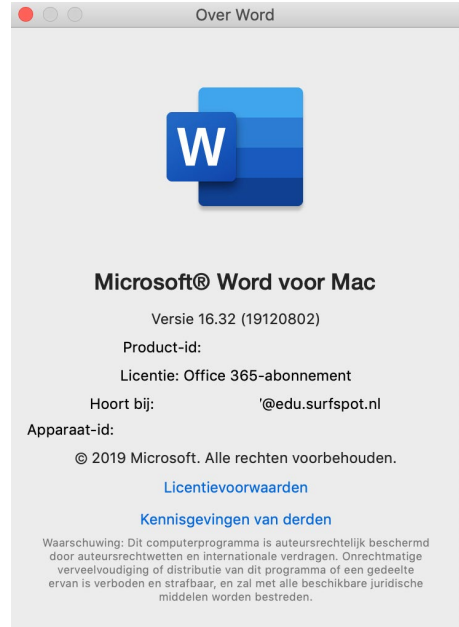 Over Word
W
Microsoft® Word voor Mac
Versie 16.32 (19120802)
Product-id:
Licentie: Office 365-abonnement
Hoort bij: '@edu.surfspot.nl
Apparaat-id:
© 2019 Microsoft. Alle rechten voorbehouden.
Licentievoorwaarden
Kennisgevingen van derden
Waarschuwing: Dit computerprogramma is auteursrechtelijk beschermd
door auteursrechtwetten en internationale verdragen. Onrechtmatige
verveelvoudiging of distributie van dit programma of een gedeelte
ervan is verboden en strafbaar, en zal met alle beschikbare juridische
middelen worden bestreden.